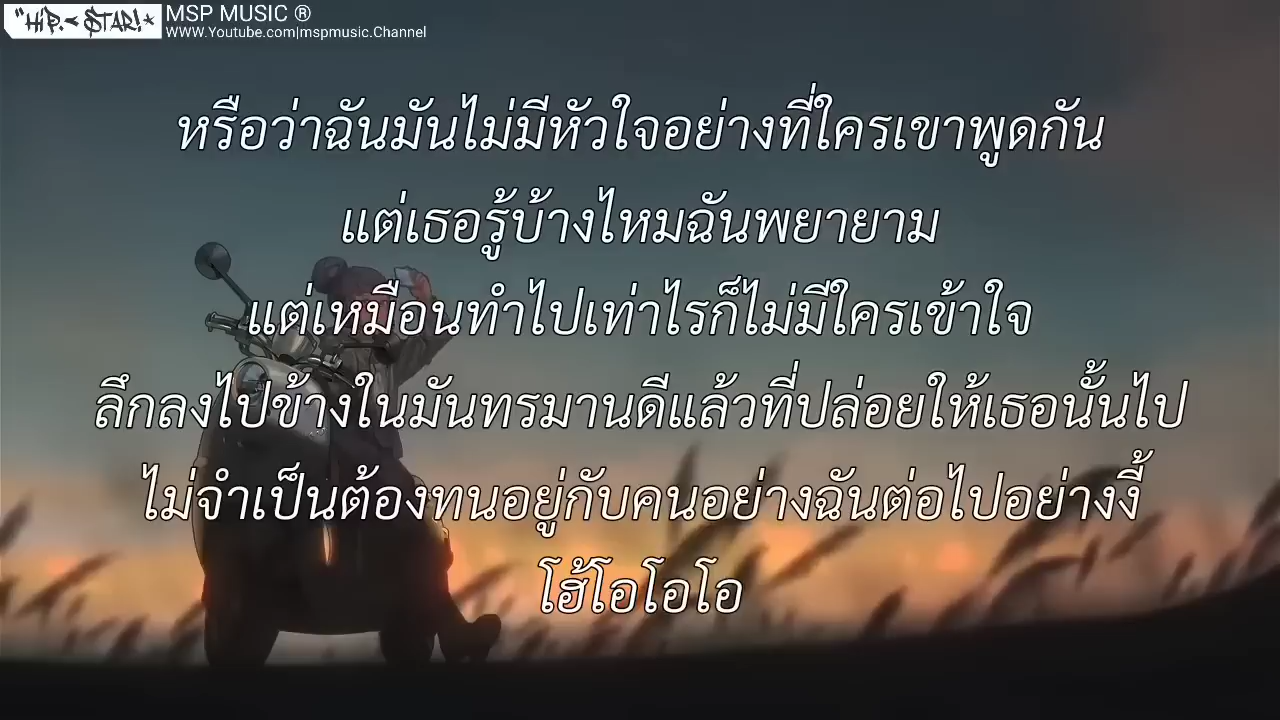 "HIP.< STAR!*
MSP MUSIC ®
www.Youtube.com|mspmusic.Channel
หรือว่าฉันมันไม่มีหัวใจอย่างที่ใครเขาพูดกัน
แต่เธอรู้บ้างไหมฉันพยายาม
แต่เหมือนทำไปเท่าไรก็ไม่มีใครเข้าใจ
ลึกลงไปข้างในมันทรมานดีแล้วที่ปล่อยให้เธอนั้นไป
ไม่จำเป็นต้องทนอยู่กับคนอย่างฉันต่อไปอย่างงี้
โฮ้โอโอโอ